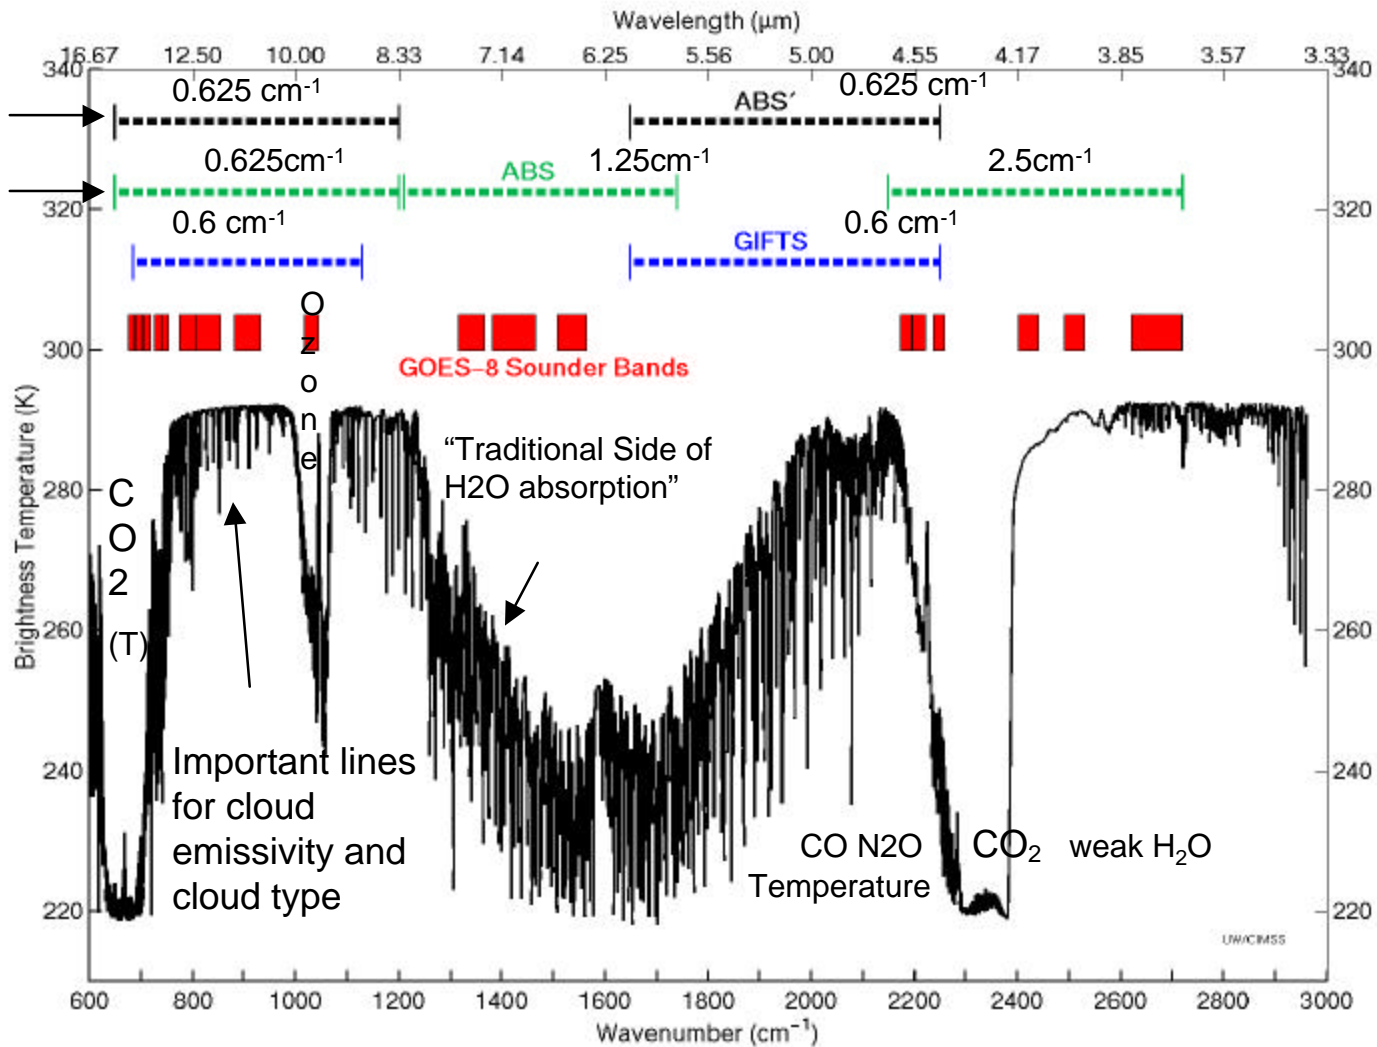 Wavelength (µm)
16.67 12.50 10.00 8.33 7.14 6.25 5.56 5.00 4.55 4.17 3.85 3.57 3.33
340 340
0.625 cm-1 ABS′ 0.625 cm-1
0.625cm-1 ABS 1.25cm-1 2.5cm-1
320 320
0.6 cm-1 GIFTS 0.6 cm-1
Ozone
300 300
GOES-8 Sounder Bands
“Traditional Side of
H2O absorption”
280 280
CO2
(T)
260 260
Brightness Temperature (K)
240 240
Important lines
for cloud
emissivity and
cloud type
CO N2O CO2 weak H2O
Temperature
220 220
UW/CIMSS
600 800 1000 1200 1400 1600 1800 2000 2200 2400 2600 2800 3000
Wavenumber (cm-1)